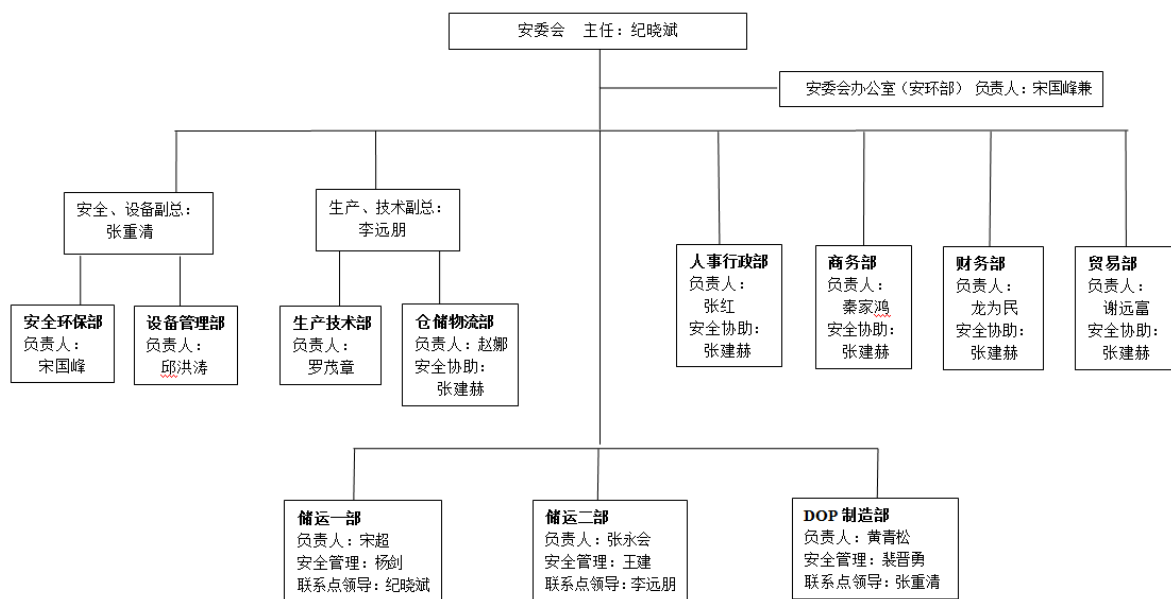 安委会 主任：纪晓斌
安委会办公室（安环部） 负责人：宋国峰兼
安全、设备副总：
张重清
生产、技术副总：
李远朋
人事行政部
负责人：
张红
安全协助：
张建赫
商务部
负责人：
秦家鸿
安全协助：
张建赫
财务部
负责人：
龙为民
安全协助：
张建赫
贸易部
负责人：
谢远富
安全协助：
张建赫
安全环保部
负责人：
宋国峰
设备管理部
负责人：
邱洪涛
生产技术部
负责人：
罗茂章
仓储物流部
负责人：赵娜
安全协助：
张建赫
储运一部
负责人：宋超
安全管理：杨剑
联系点领导：纪晓斌
储运二部
负责人：张永会
安全管理：王建
联系点领导：李远朋
DOP 制造部
负责人：黄青松
安全管理：裴晋勇
联系点领导：张重清